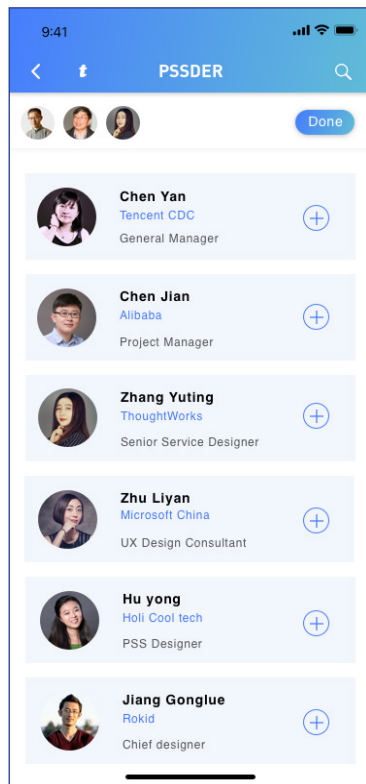 9:41
t PSSDER
Done
Chen Yan
Tencent CDC
General Manager
Chen Jian
Alibaba
Project Manager
Zhang Yuting
ThoughtWorks
Senior Service Designer
Zhu Liyan
Microsoft China
UX Design Consultant
Hu yong
Holi Cool tech
PSS Designer
Jiang Gonglue
Rokid
Chief designer